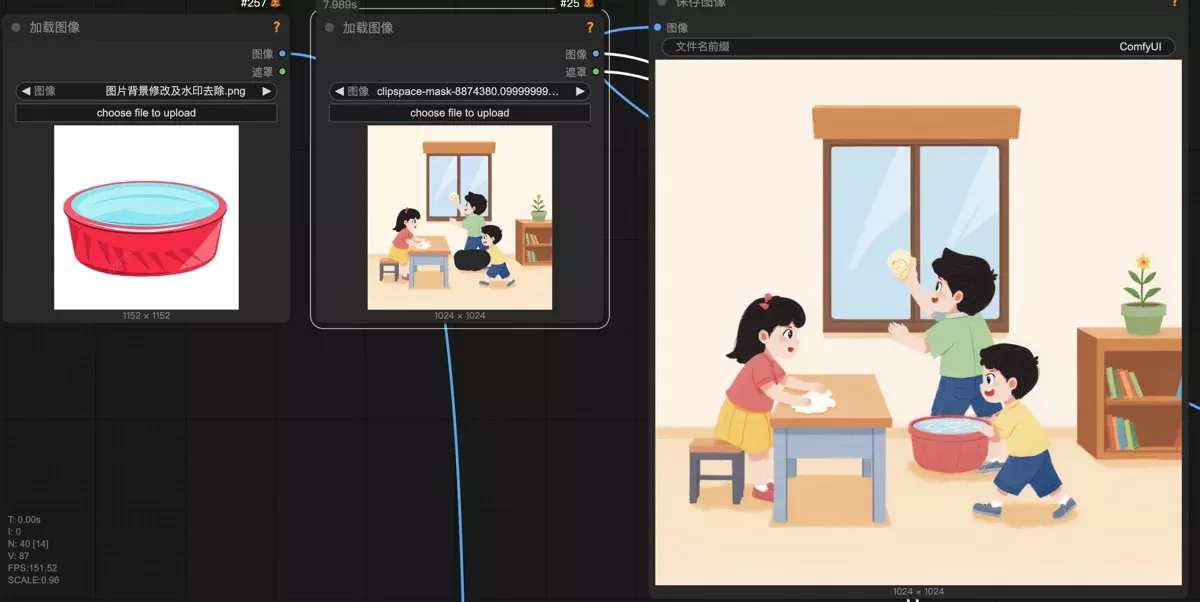 #257
加载图像
?
图像
遮罩
图像 图片背景修改及水印去除.png
choose file to upload
1152 × 1152
7.989s
#25
加载图像
?
图像
遮罩
图像 clipspace-mask-8874380.09999999...
choose file to upload
1024 × 1024
保存图像
?
图像
文件名前缀 ComfyUI
1024 × 1024
T: 0.00s
I: 0
N: 40 [14]
V: 87
FPS:151.52
SCALE:0.96